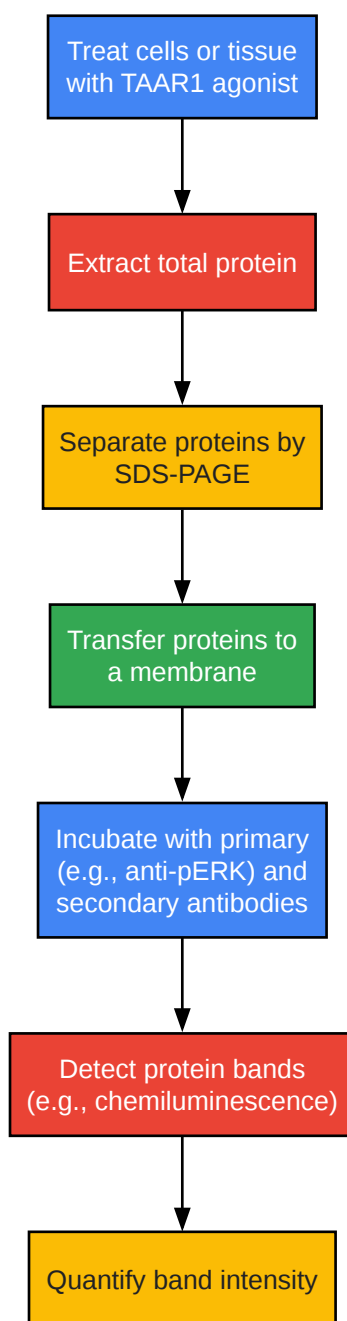 Treat cells or tissue
with TAAR1 agonist
Extract total protein
Separate proteins by
SDS-PAGE
Transfer proteins to
a membrane
Incubate with primary
(e.g., anti-pERK) and
secondary antibodies
Detect protein bands
(e.g., chemiluminescence)
Quantify band intensity